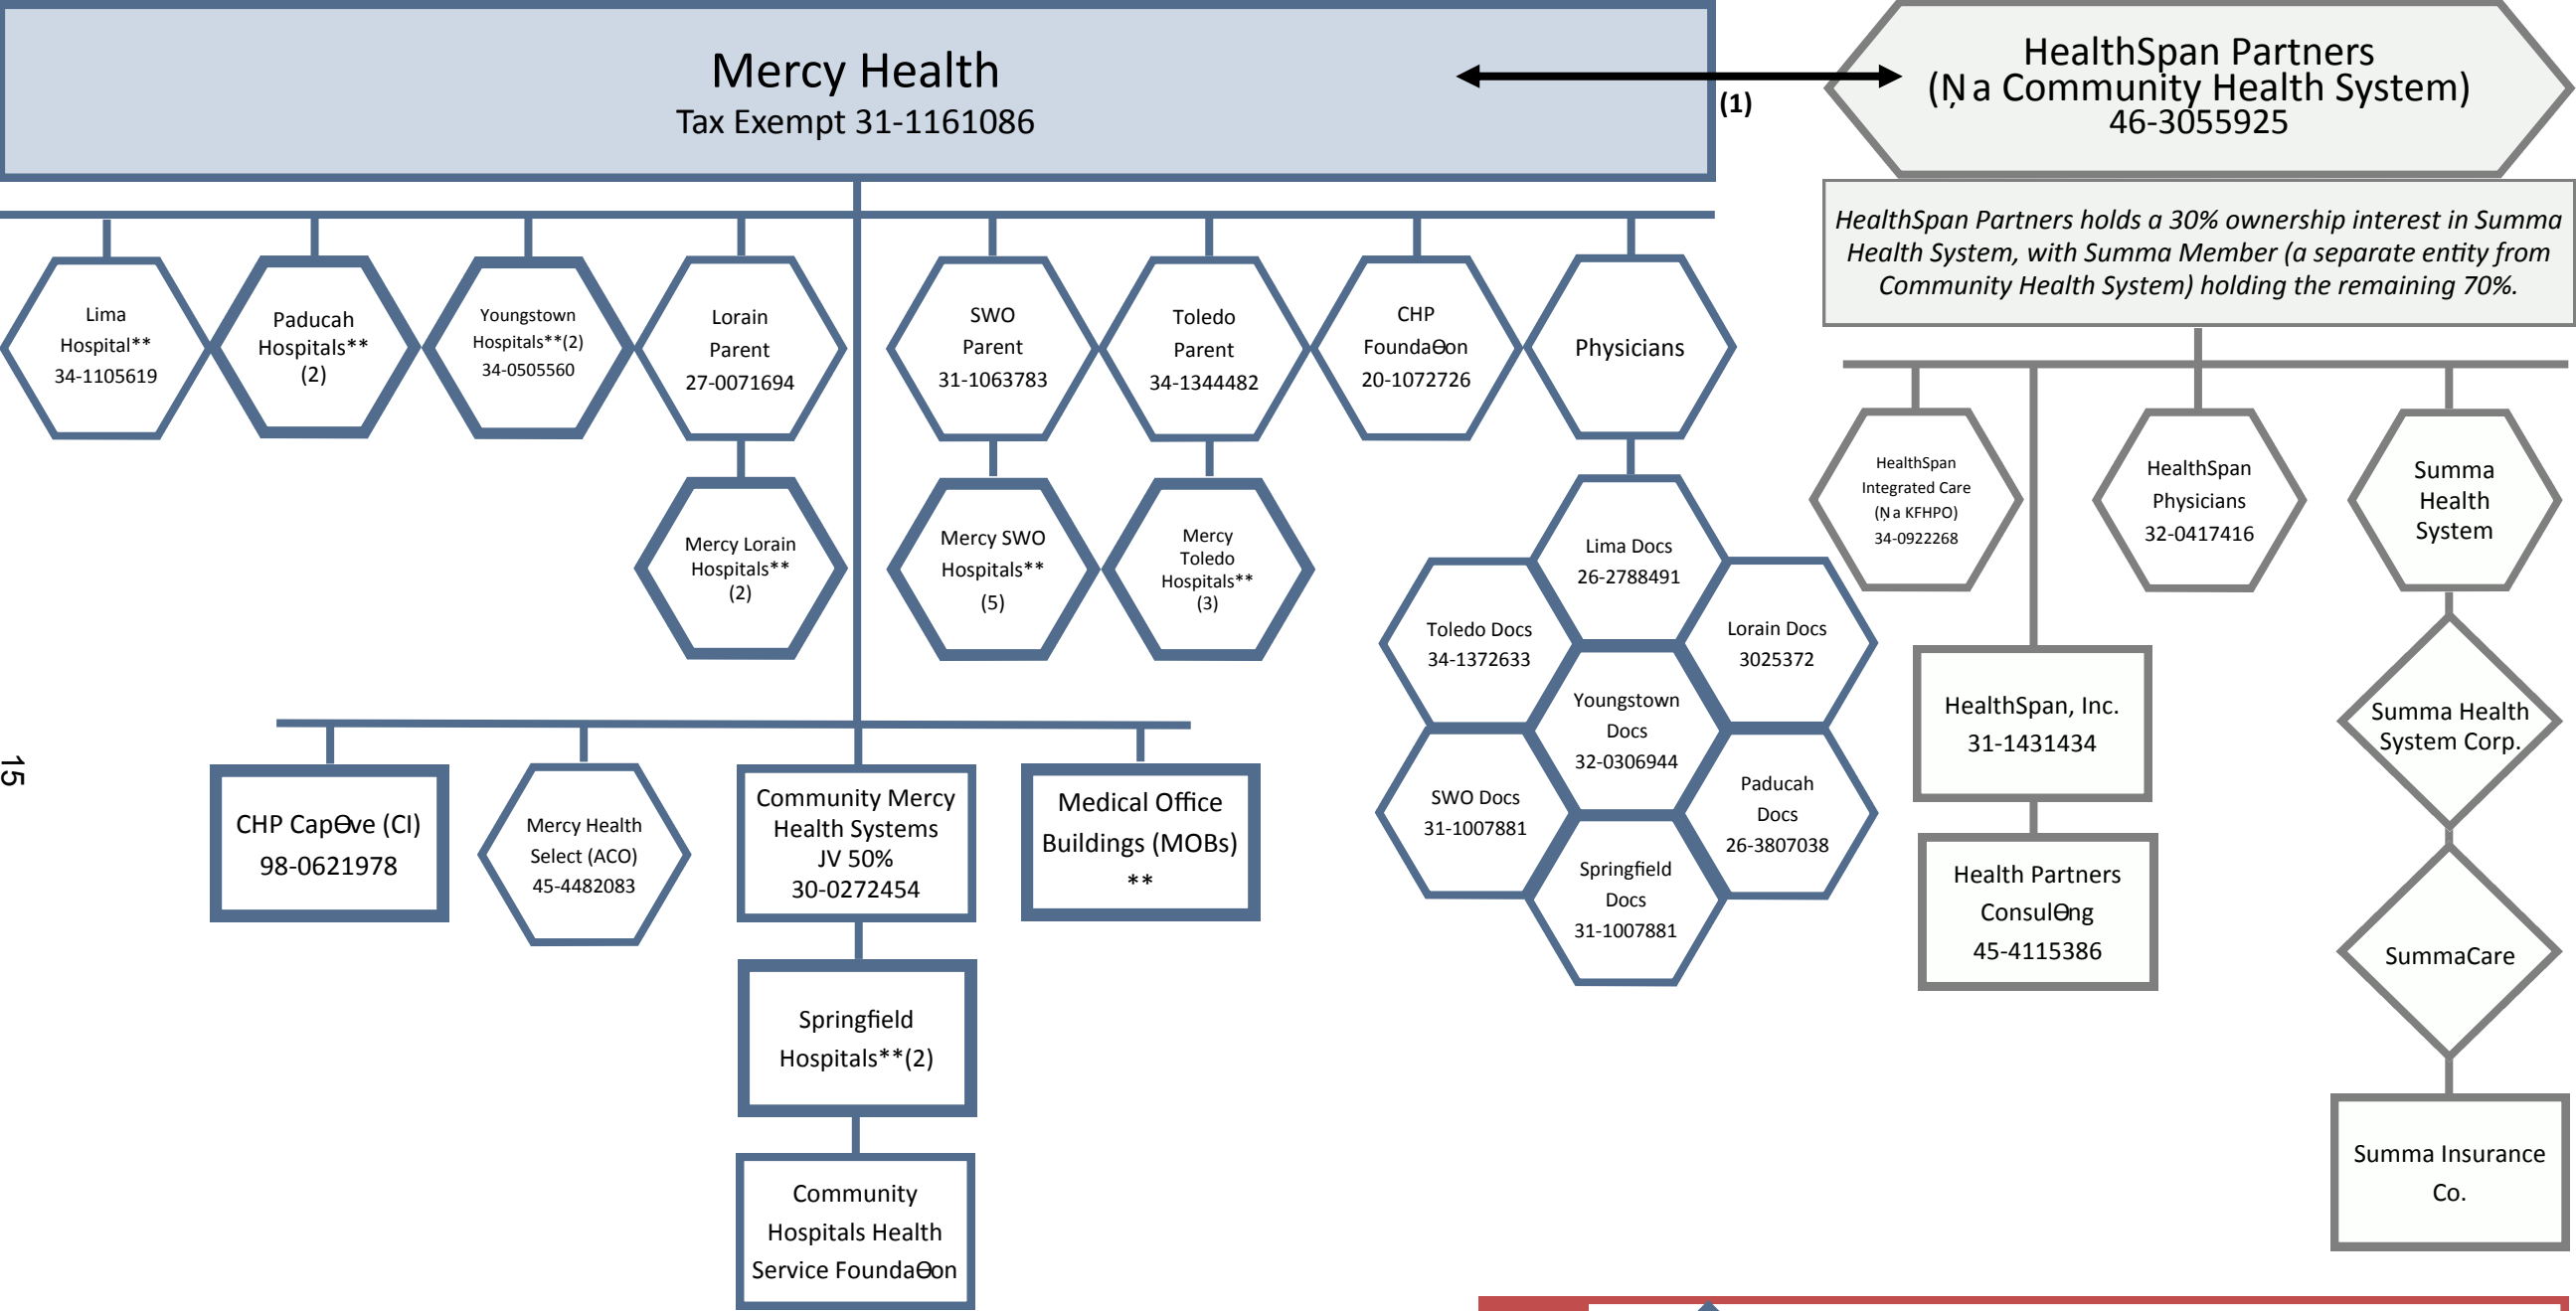 Mercy Health
Tax Exempt 31-1161086
(1)
HealthSpan Partners
(Ņa Community Health System)
46-3055925
HealthSpan Partners holds a 30% ownership interest in Summa
Health System, with Summa Member (a separate entity from
Community Health System) holding the remaining 70%.
Lima
Hospital**
34-1105619
Paducah
Hospitals**
(2)
Youngstown
Hospitals**(2)
34-0505560
Lorain
Parent
27-0071694
SWO
Parent
31-1063783
Toledo
Parent
34-1344482
CHP
FoundaƟon
20-1072726
Physicians
Mercy Lorain
Hospitals**
(2)
Mercy SWO
Hospitals**
(5)
Mercy
Toledo
Hospitals**
(3)
Lima Docs
26-2788491
Toledo Docs
34-1372633
Lorain Docs
3025372
Youngstown
Docs
32-0306944
SWO Docs
31-1007881
Paducah
Docs
26-3807038
Springfield
Docs
31-1007881
HealthSpan
Integrated Care
(Ņa KFHPO)
34-0922268
HealthSpan
Physicians
32-0417416
Summa
Health
System
HealthSpan, Inc.
31-1431434
Health Partners
ConsulƟng
45-4115386
Summa Health
System Corp.
SummaCare
Summa Insurance
Co.
CHP CapƟve (CI)
98-0621978
Mercy Health
Select (ACO)
45-4482083
Community Mercy
Health Systems
JV 50%
30-0272454
Medical Office
Buildings (MOBs)
**
Springfield
Hospitals**(2)
Community
Hospitals Health
Service FoundaƟon
15